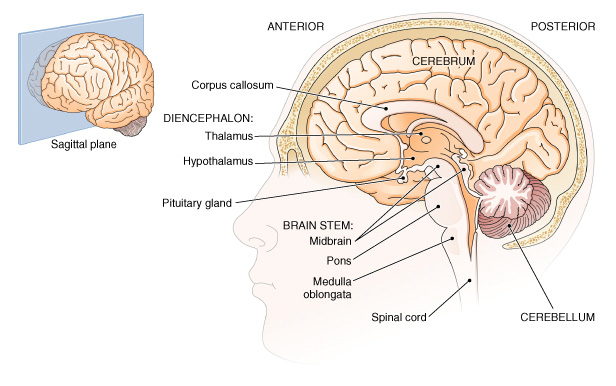 ANTERIOR
POSTERIOR
CEREBRUM
Corpus callosum
DIENCEPHALON:
Thalamus
Sagittal plane
Hypothalamus
Pituitary gland
BRAIN STEM:
Midbrain
Pons
Medulla
oblongata
Spinal cord
CEREBELLUM